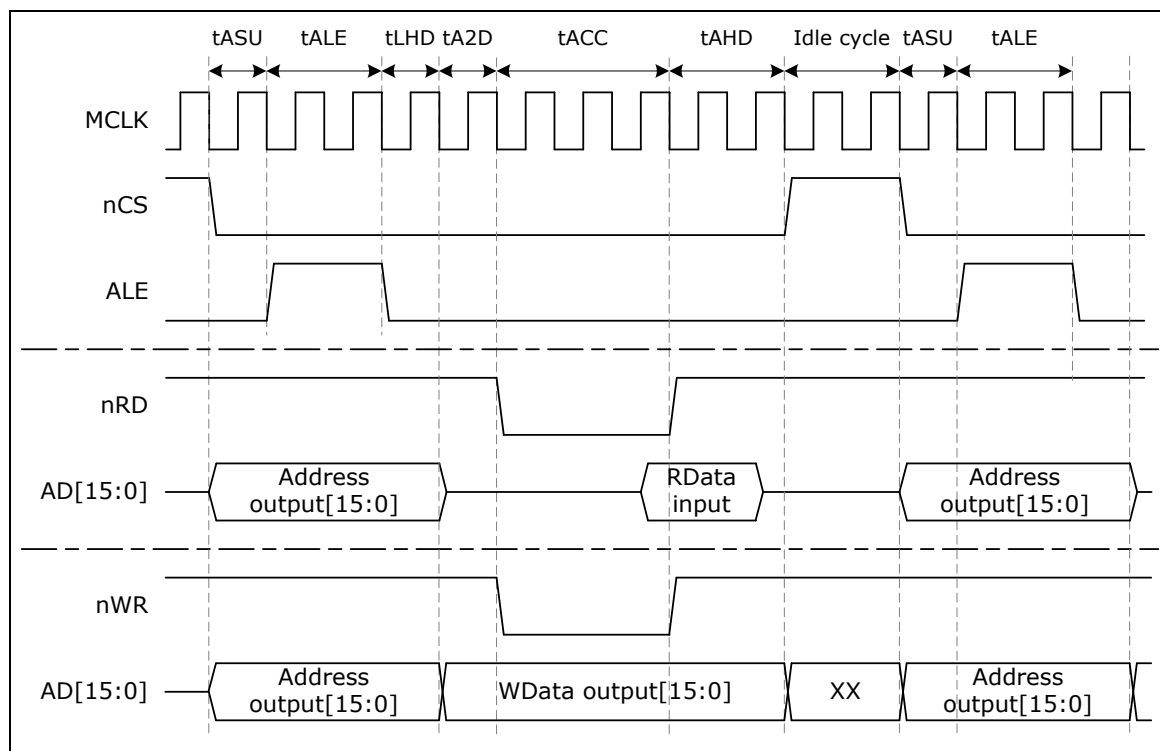 tASU tALE tLHD tA2D tACC tAHD Idle cycle tASU tALE
MCLK
nCS
ALE
nRD
AD[15:0]
Address
output[15:0]
RData
input
Address
output[15:0]
nWR
AD[15:0]
Address
output[15:0]
WData output[15:0]
XX
Address
output[15:0]